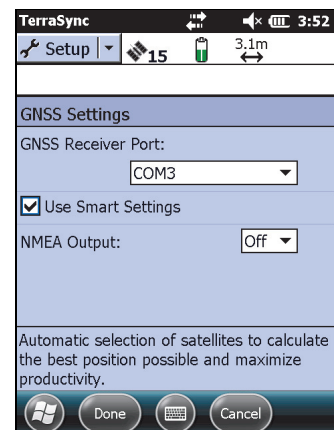 TerraSync 3:52
Setup 15 3.1m
GNSS Settings
GNSS Receiver Port:
COM3
Use Smart Settings
NMEA Output: Off
Automatic selection of satellites to calculate
the best position possible and maximize
productivity.
Done Cancel